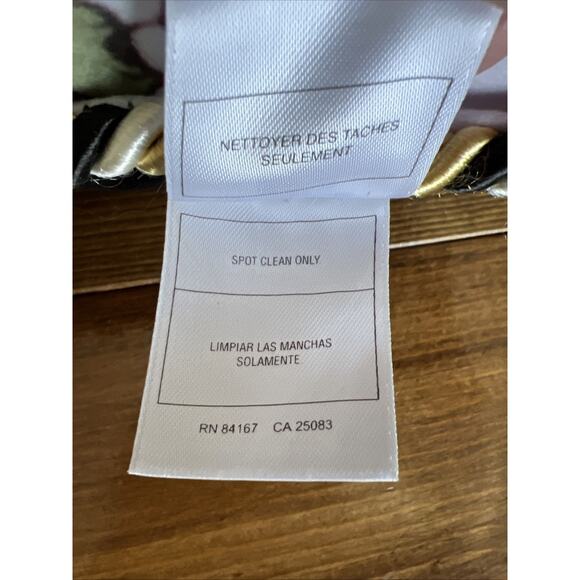 NETTOYER DES TACHES
SEULEMENT
SPOT CLEAN ONLY
LIMPIAR LAS MANCHAS
SOLAMENTE
RN 84167 CA 25083